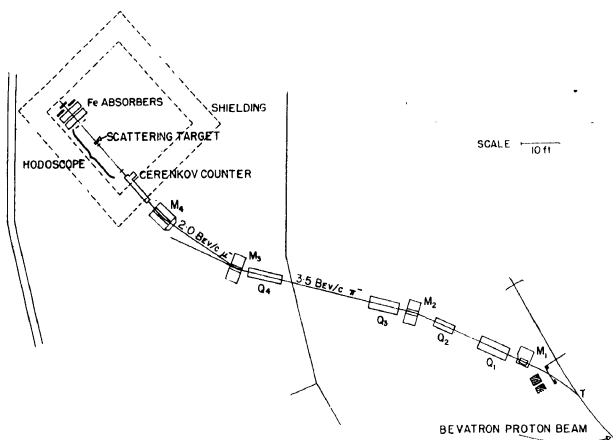 Fe ABSORBERS
SHIELDING
SCATTERING TARGET
HODOSCOPE
CERENKOV COUNTER
SCALE
10 ft
M4
2.0 BEV/c μ-
M3
3.5 BEV/c π-
Q4
Q3
M2
Q2
Q1
M1
T
BEVATRON PROTON BEAM